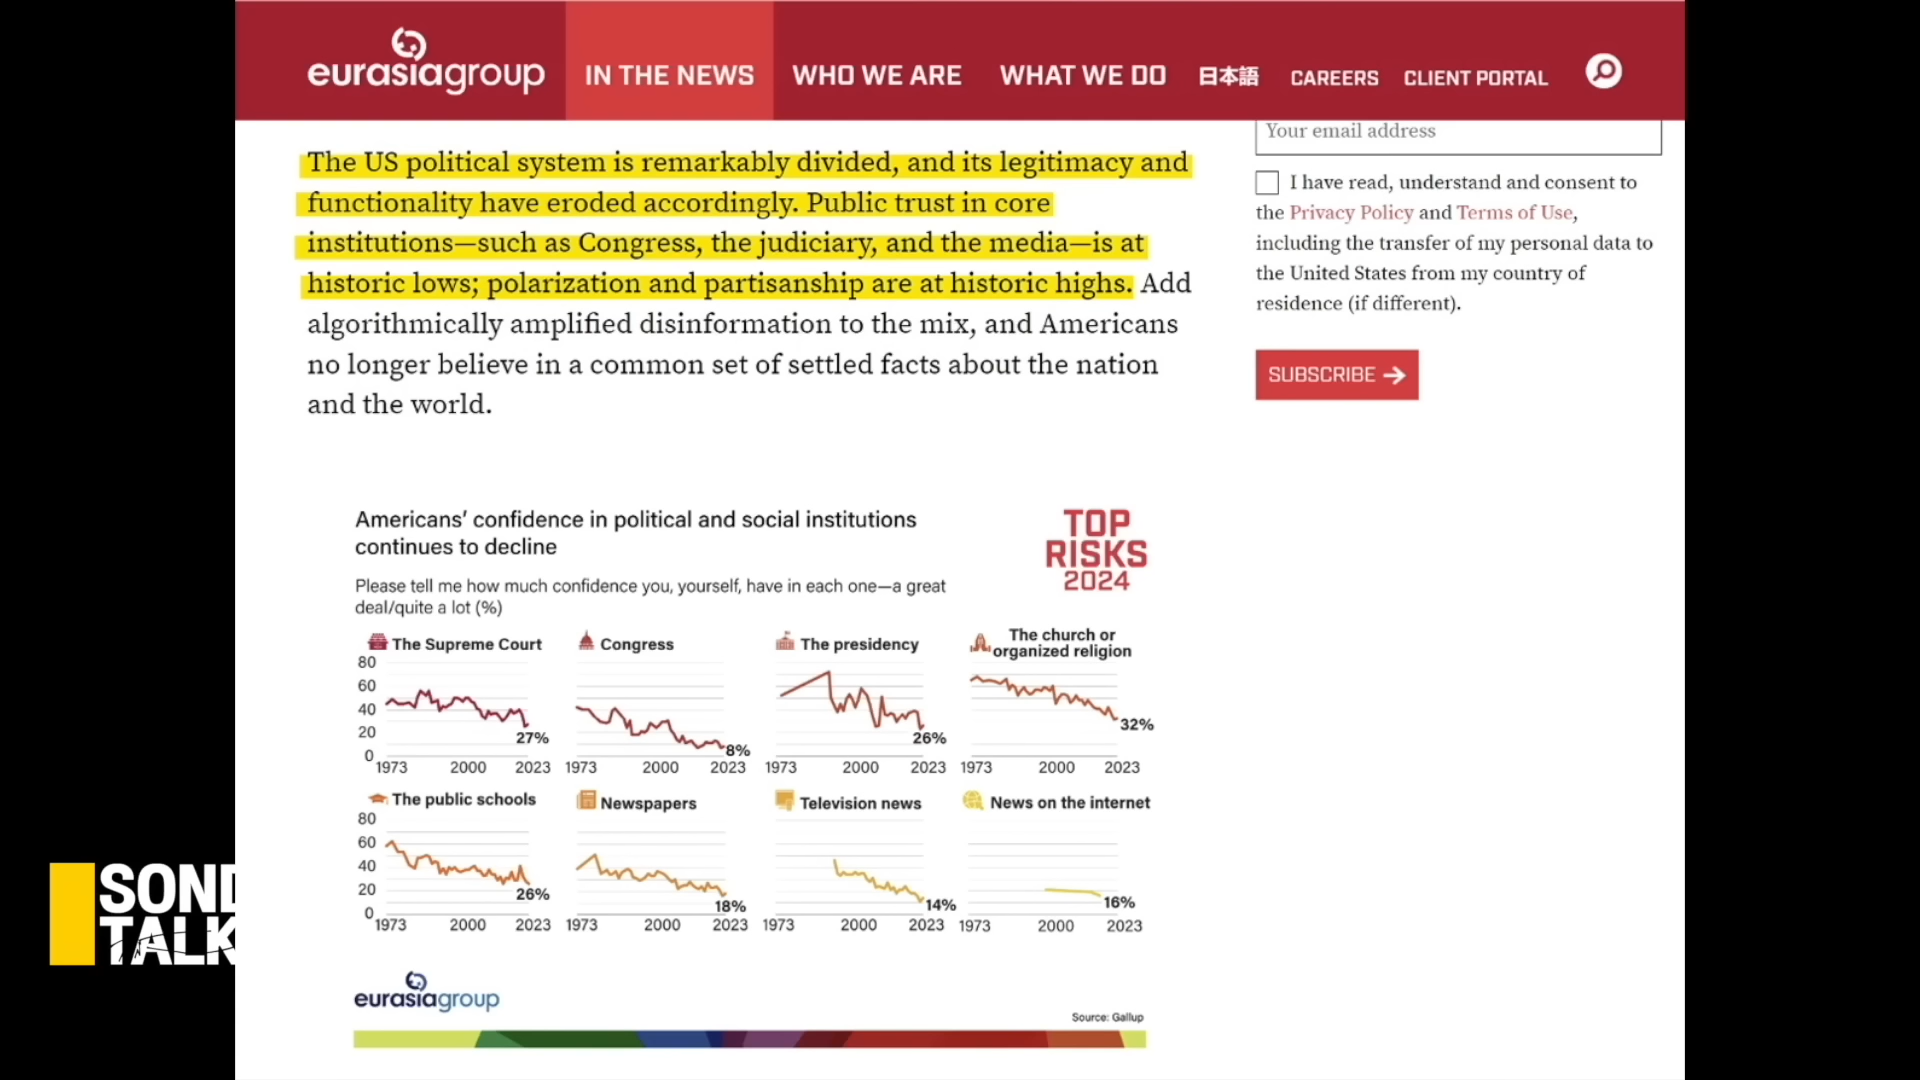 eurasiagroup
IN THE NEWS
WHO WE ARE
WHAT WE DO
日本語
CAREERS
CLIENT PORTAL
The US political system is remarkably divided, and its legitimacy and
functionality have eroded accordingly. Public trust in core
institutions—such as Congress, the judiciary, and the media—is at
historic lows; polarization and partisanship are at historic highs. Add
algorithmically amplified disinformation to the mix, and Americans
no longer believe in a common set of settled facts about the nation
and the world.
Your email address
I have read, understand and consent to
the Privacy Policy and Terms of Use,
including the transfer of my personal data to
the United States from my country of
residence (if different).
SUBSCRIBE
Americans' confidence in political and social institutions
continues to decline
TOP
RISKS
2024
Please tell me how much confidence you, yourself, have in each one—a great
deal/quite a lot (%)
The Supreme Court
80
60
40
20
0
27%
1973 2000 2023
Congress
8%
1973 2000 2023
The presidency
26%
1973 2000 2023
The church or
organized religion
32%
1973 2000 2023
The public schools
80
60
40
20
0
26%
1973 2000 2023
Newspapers
18%
1973 2000 2023
Television news
14%
1973 2000 2023
News on the internet
16%
1973 2000 2023
eurasiagroup
Source: Gallup
SOND
TALK